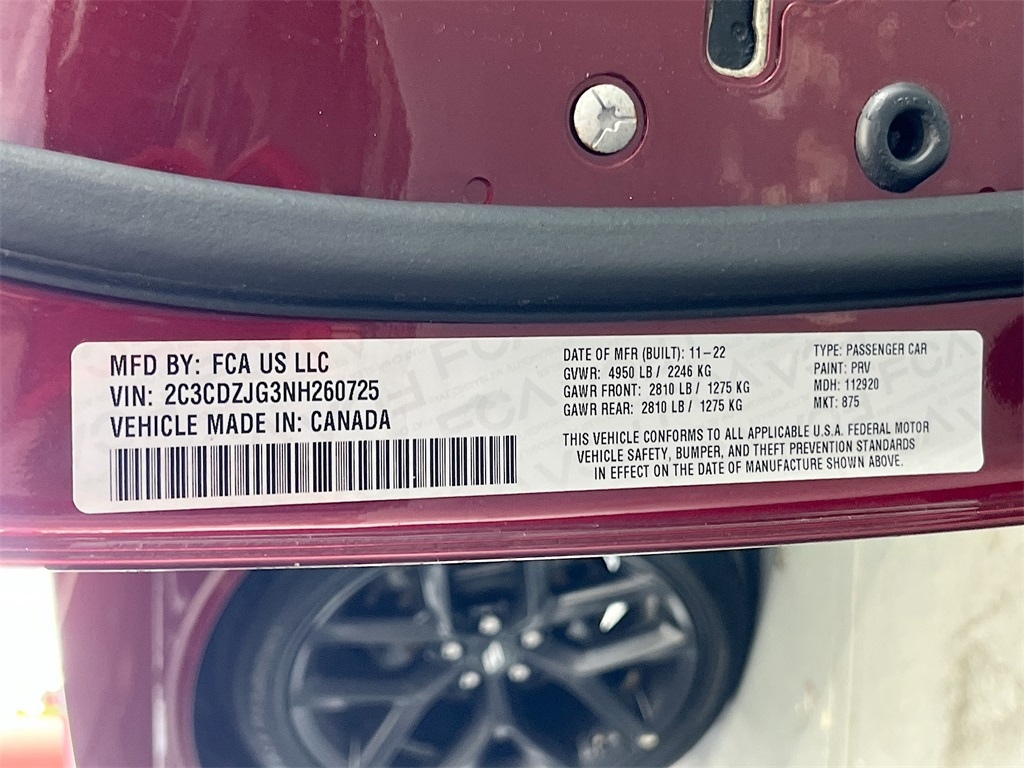 MFD BY: FCA US LLC
VIN: 2C3CDZJG3NH260725
VEHICLE MADE IN: CANADA
DATE OF MFR (BUILT): 11-22
GVWR: 4950 LB / 2246 KG
GAWR FRONT: 2810 LB / 1275 KG
GAWR REAR: 2810 LB / 1275 KG
TYPE: PASSENGER CAR
PAINT: PRV
MDH: 112920
MKT: 875
THIS VEHICLE CONFORMS TO ALL APPLICABLE U.S.A. FEDERAL MOTOR
VEHICLE SAFETY, BUMPER, AND THEFT PREVENTION STANDARDS
IN EFFECT ON THE DATE OF MANUFACTURE SHOWN ABOVE.